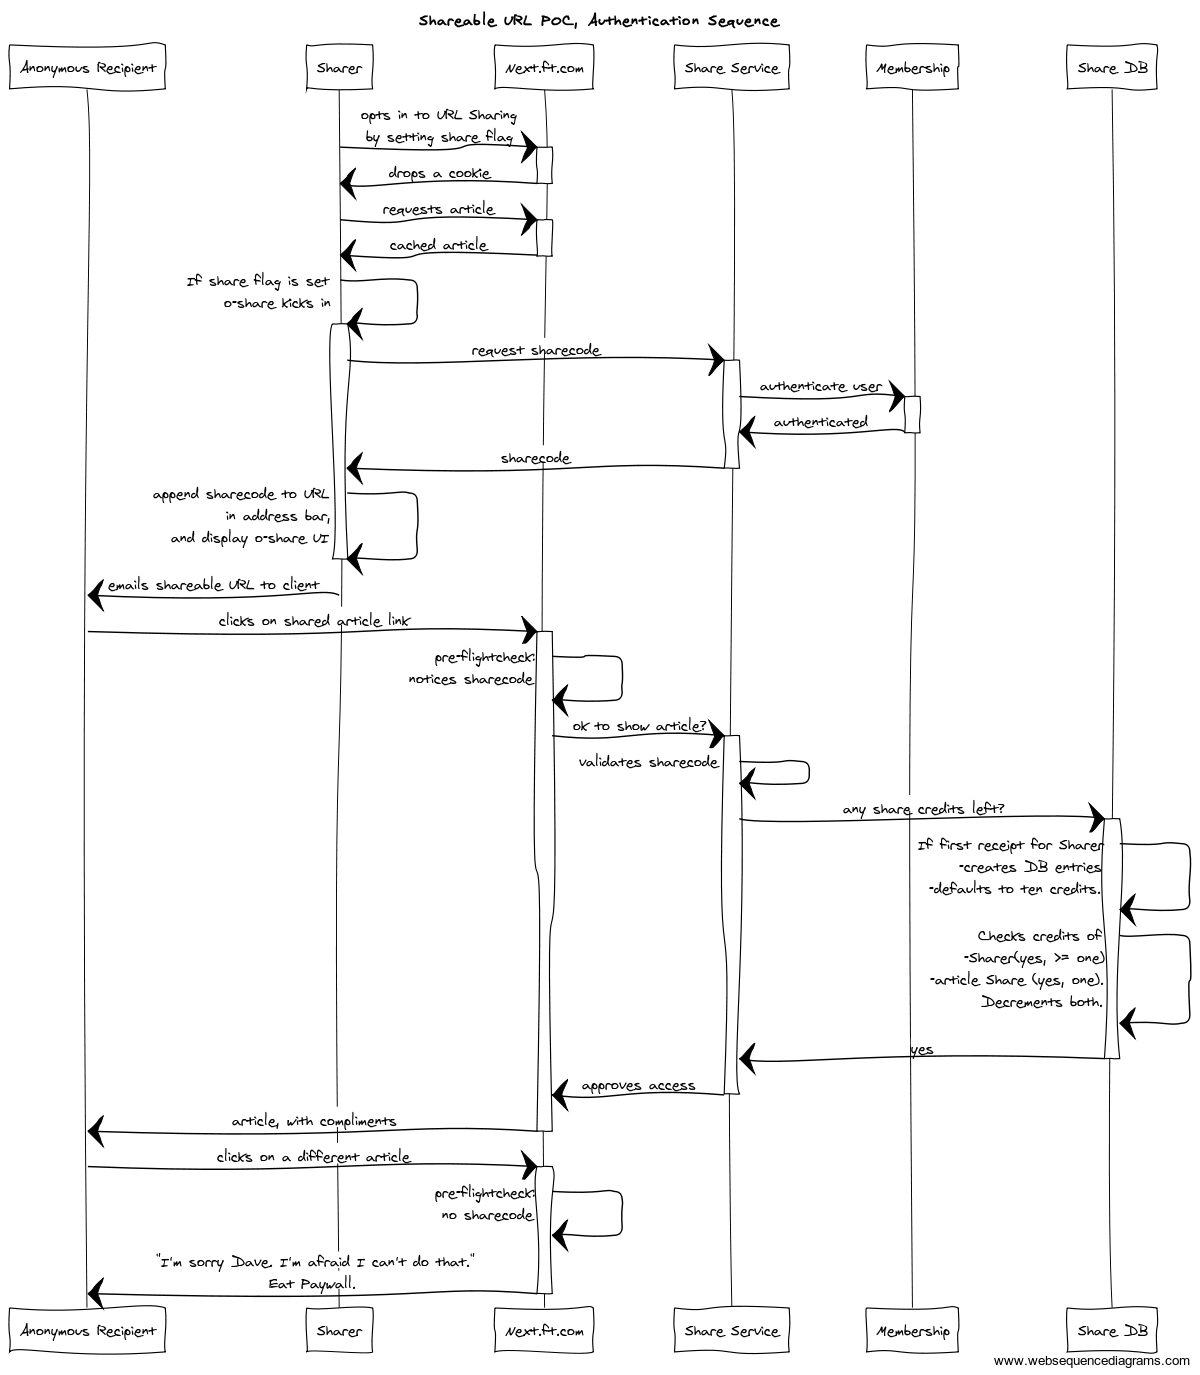 Shareable URL POC, Authentication Sequence
Anonymous Recipient
Sharer
Next.ft.com
Share Service
Membership
Share DB
opts in to URL Sharing
by setting share flag
drops a cookie
requests article
cached article
If share flag is set
o-share kicks in
request sharecode
authenticate user
authenticated
sharecode
append sharecode to URL
in address bar,
and display o-share UI
emails shareable URL to client
clicks on shared article link
pre-flightcheck:
notices sharecode
ok to show article?
validates sharecode
any share credits left?
If first receipt for Sharer
-creates DB entries
-defaults to ten credits.
Checks credits of
-Sharer(yes, >= one)
-article Share (yes, one).
Decrements both.
yes
approves access
article, with compliments
clicks on a different article
pre-flightcheck:
no sharecode
"I'm sorry Dave. I'm afraid I can't do that."
Eat Paywall.
Anonymous Recipient
Sharer
Next.ft.com
Share Service
Membership
Share DB
www.websequencediagrams.com